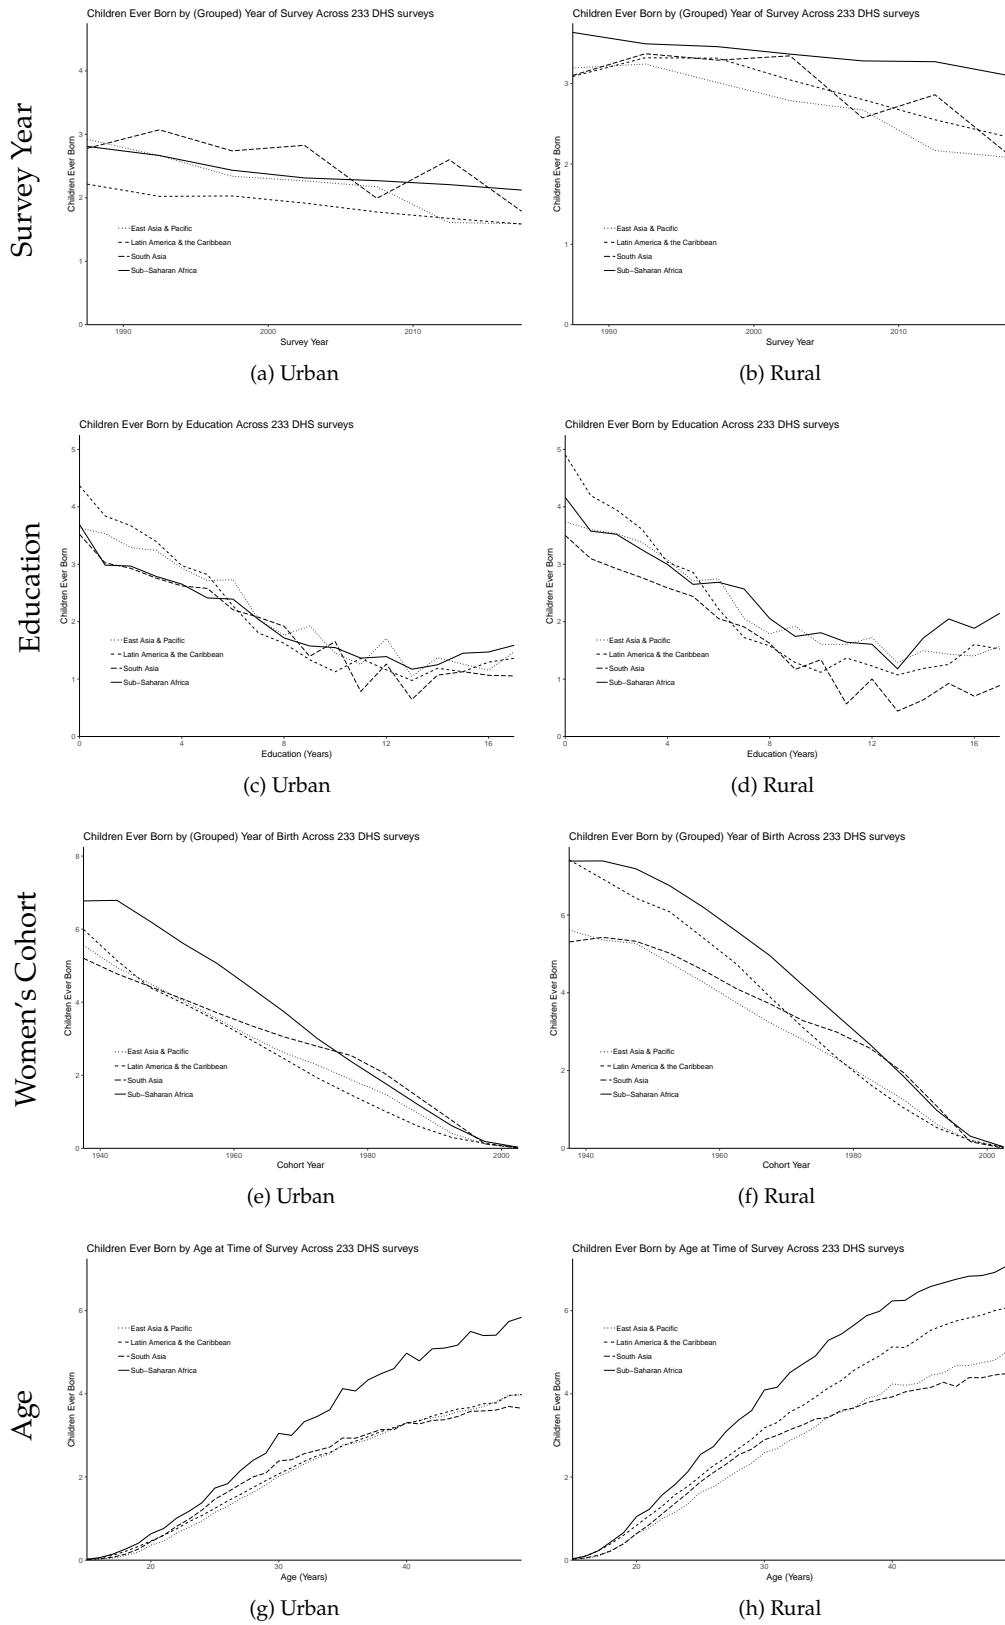 Survey Year
Children Ever Born by (Grouped) Year of Survey Across 233 DHS surveys
Children Ever Born
4
3
2
1
0
East Asia & Pacific
Latin America & the Caribbean
South Asia
Sub−Saharan Africa
1990 2000 2010
Survey Year
(a) Urban
Children Ever Born by (Grouped) Year of Survey Across 233 DHS surveys
Children Ever Born
3
2
1
0
East Asia & Pacific
Latin America & the Caribbean
South Asia
Sub−Saharan Africa
1990 2000 2010
Survey Year
(b) Rural
Education
Children Ever Born by Education Across 233 DHS surveys
Children Ever Born
5
4
3
2
1
0
East Asia & Pacific
Latin America & the Caribbean
South Asia
Sub−Saharan Africa
0 4 8 12 16
Education (Years)
(c) Urban
Children Ever Born by Education Across 233 DHS surveys
Children Ever Born
5
4
3
2
1
0
East Asia & Pacific
Latin America & the Caribbean
South Asia
Sub−Saharan Africa
0 4 8 12 16
Education (Years)
(d) Rural
Women's Cohort
Children Ever Born by (Grouped) Year of Birth Across 233 DHS surveys
Children Ever Born
8
6
4
2
0
East Asia & Pacific
Latin America & the Caribbean
South Asia
Sub−Saharan Africa
1940 1960 1980 2000
Cohort Year
(e) Urban
Children Ever Born by (Grouped) Year of Birth Across 233 DHS surveys
Children Ever Born
6
4
2
0
East Asia & Pacific
Latin America & the Caribbean
South Asia
Sub−Saharan Africa
1940 1960 1980 2000
Cohort Year
(f) Rural
Age
Children Ever Born by Age at Time of Survey Across 233 DHS surveys
Children Ever Born
6
4
2
0
East Asia & Pacific
Latin America & the Caribbean
South Asia
Sub−Saharan Africa
20 30 40
Age (Years)
(g) Urban
Children Ever Born by Age at Time of Survey Across 233 DHS surveys
Children Ever Born
6
4
2
0
East Asia & Pacific
Latin America & the Caribbean
South Asia
Sub−Saharan Africa
20 30 40
Age (Years)
(h) Rural